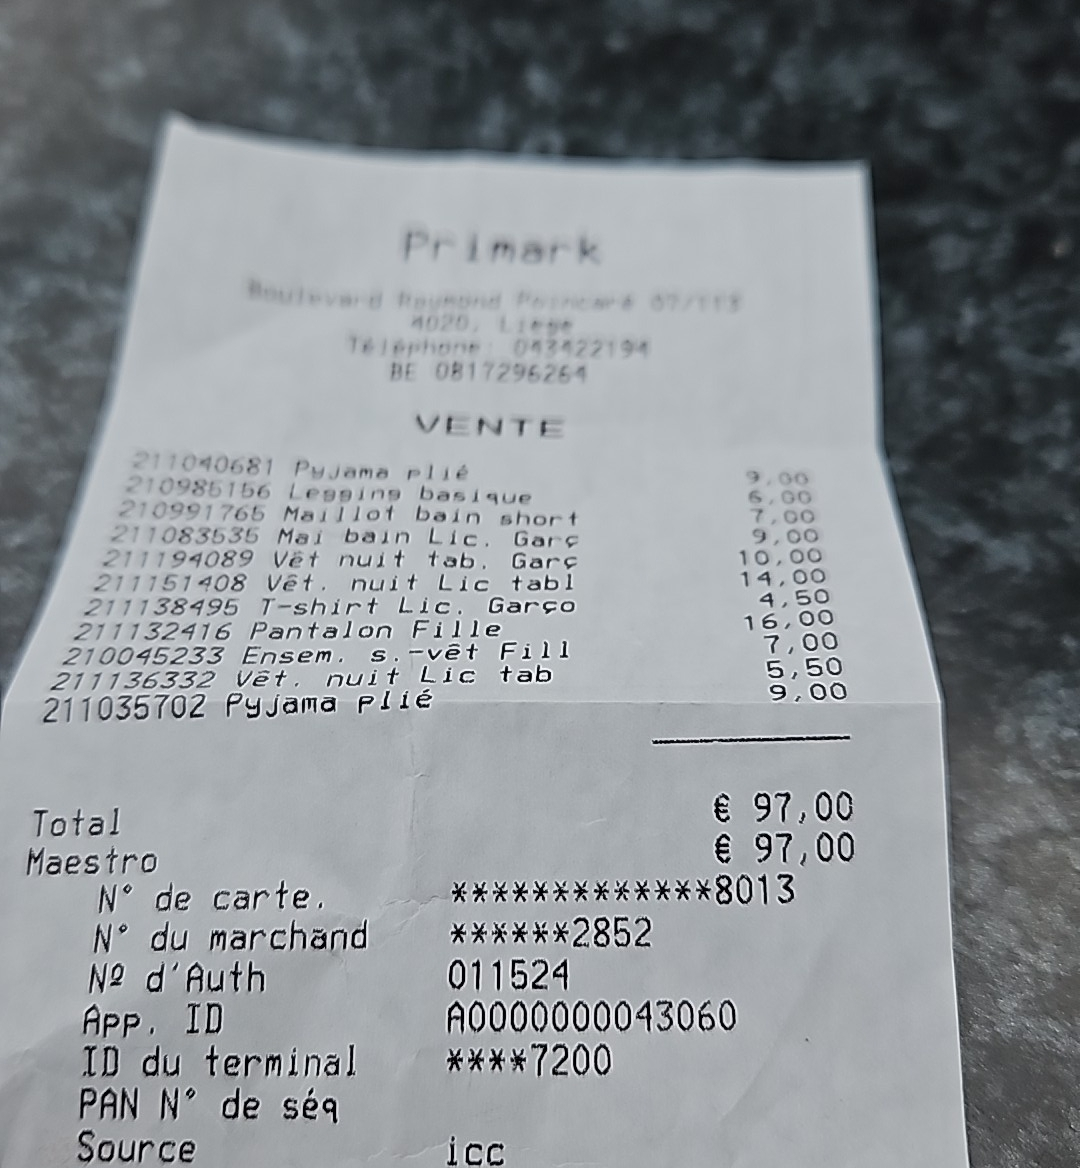 Primark
Boulevard Raymond Poincaré 07/113
4020, Liege
Téléphone: 043422194
BE 0817296264
VENTE
211040681 Pyjama plié 9,00
210985156 Legging basique 6,00
210991765 Maillot bain short 7,00
211083535 Mai bain Lic. Garç 9,00
211194089 Vêt nuit tab. Garç 10,00
211151408 Vêt. nuit Lic tabl 14,00
211138495 T-shirt Lic. Garço 4,50
211132416 Pantalon Fille 16,00
210045233 Ensem. s.-vêt Fill 7,00
211136332 Vêt. nuit Lic tab 5,50
211035702 Pyjama plié 9,00
Total € 97,00
Maestro € 97,00
N° de carte. *************8013
N° du marchand ******2852
Nº d'Auth 011524
App. ID A0000000043060
ID du terminal ****7200
PAN N° de séq
Source icc